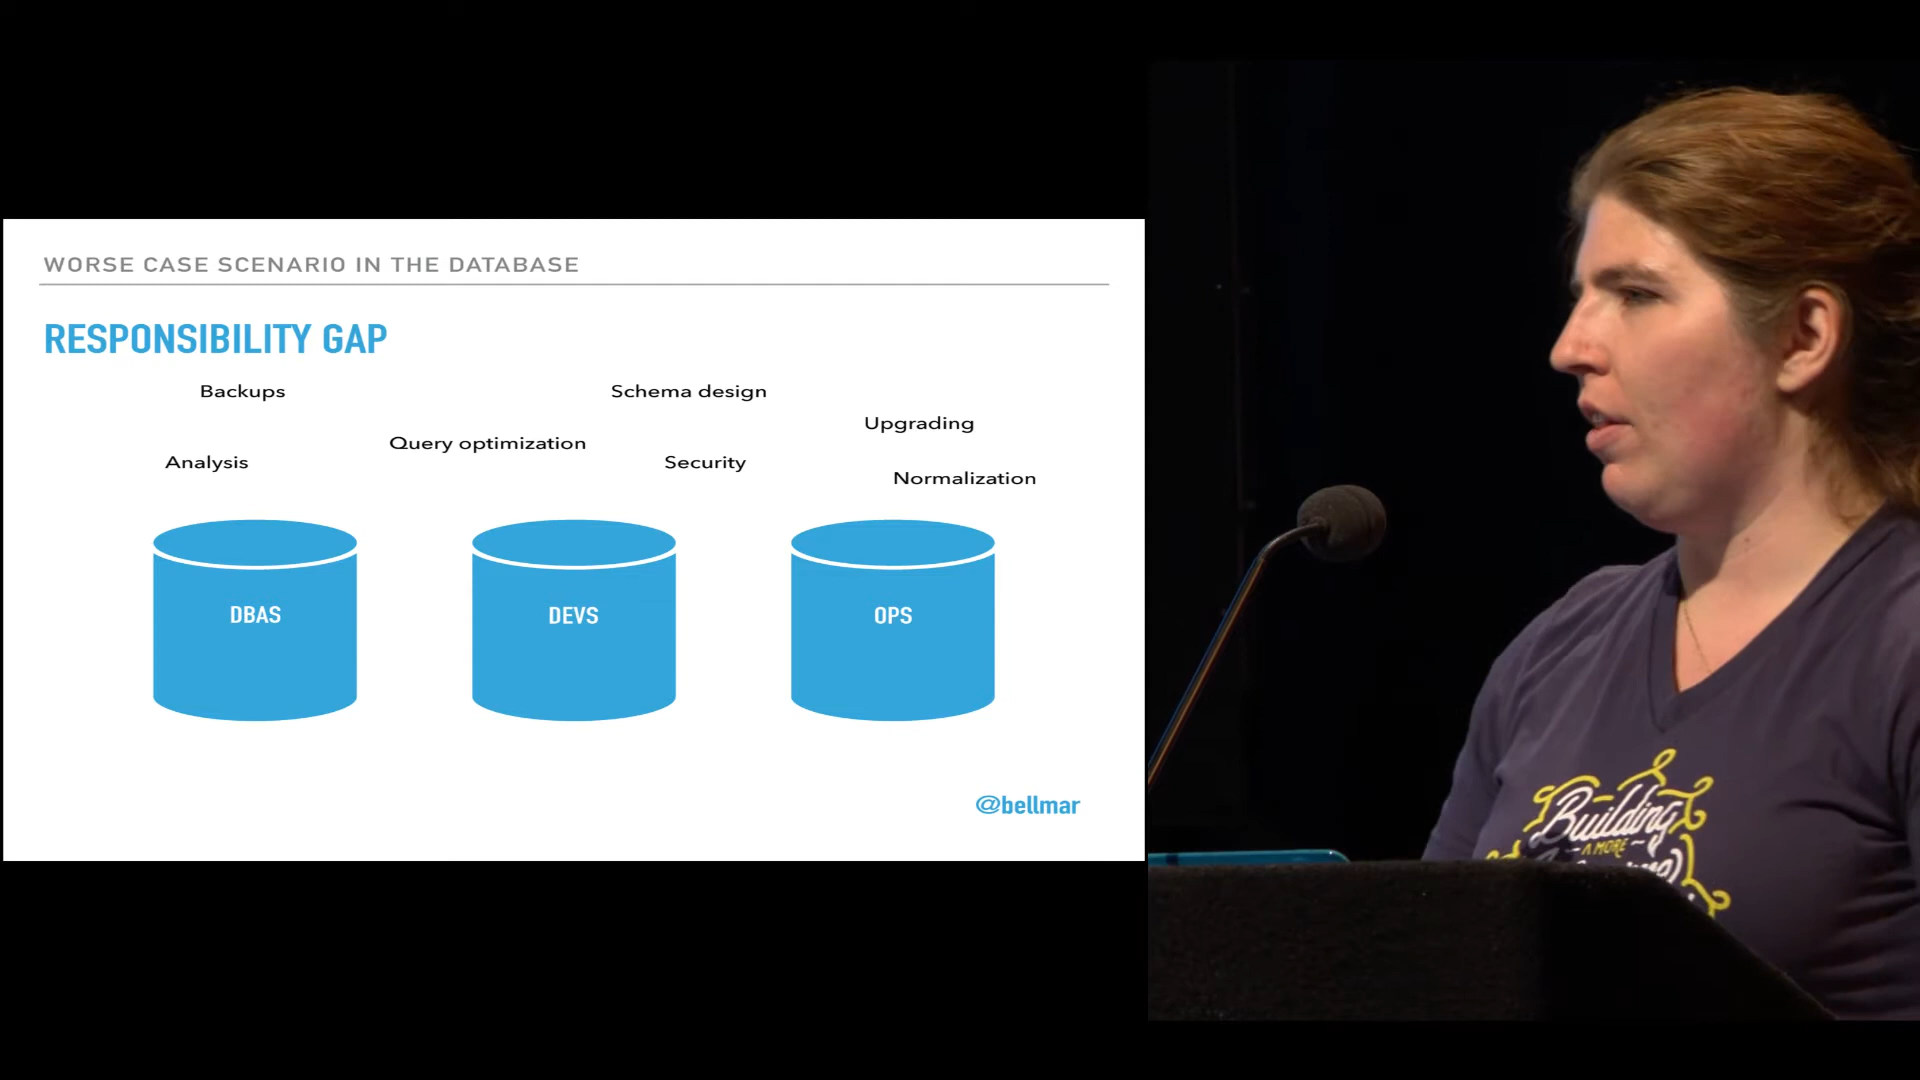 WORSE CASE SCENARIO IN THE DATABASE
RESPONSIBILITY GAP
Backups
Schema design
Upgrading
Query optimization
Analysis
Security
Normalization
DBAS
DEVS
OPS
@bellmar
Building
A MORE